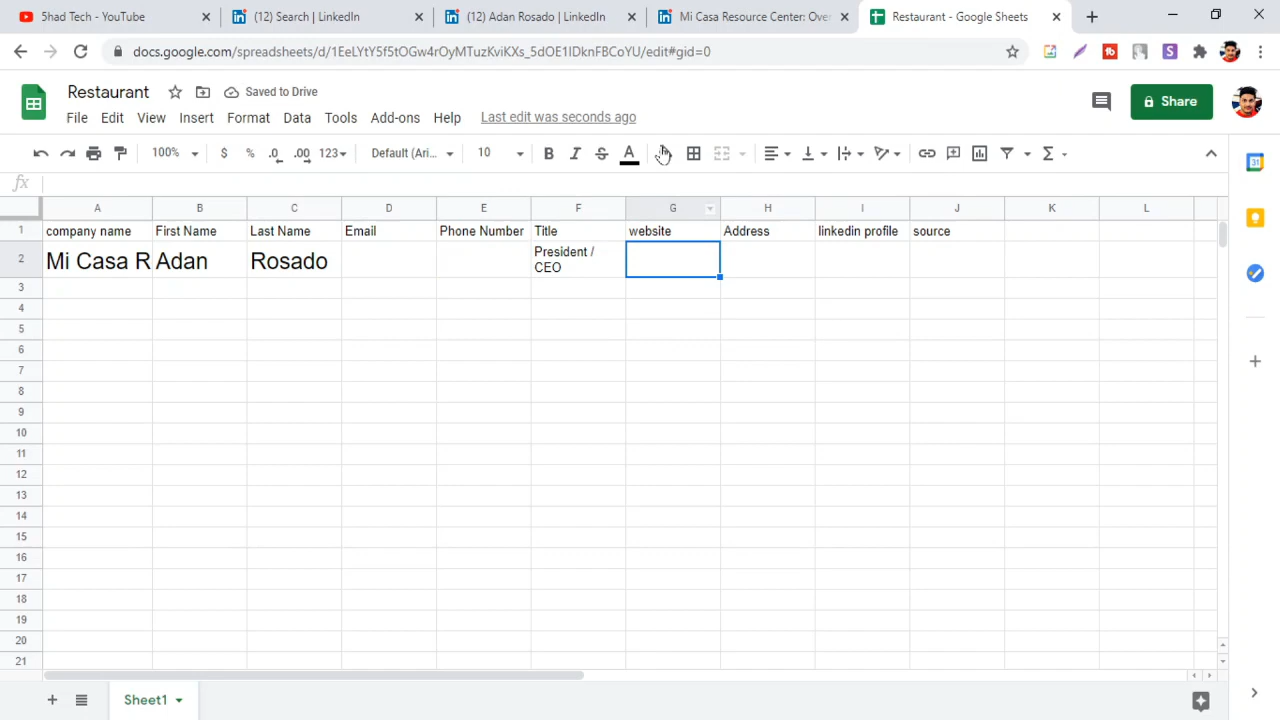 5had Tech - YouTube
(12) Search | LinkedIn
(12) Adan Rosado | LinkedIn
Mi Casa Resource Center: Over
Restaurant - Google Sheets
docs.google.com/spreadsheets/d/1EeLYtY5f5tOGw4rOyMTuzKviKXs_5dOE1IDknFBCoYU/edit#gid=0
Restaurant
Saved to Drive
File Edit View Insert Format Data Tools Add-ons Help Last edit was seconds ago
Share
100% $ % .0 .00 123 Default (Ari... 10 B I S A
fx
A B C D E F G H I J K L
1 company name First Name Last Name Email Phone Number Title website Address linkedin profile source
2 Mi Casa R Adan Rosado President /
CEO
3
4
5
6
7
8
9
10
11
12
13
14
15
16
17
18
19
20
21
Sheet1